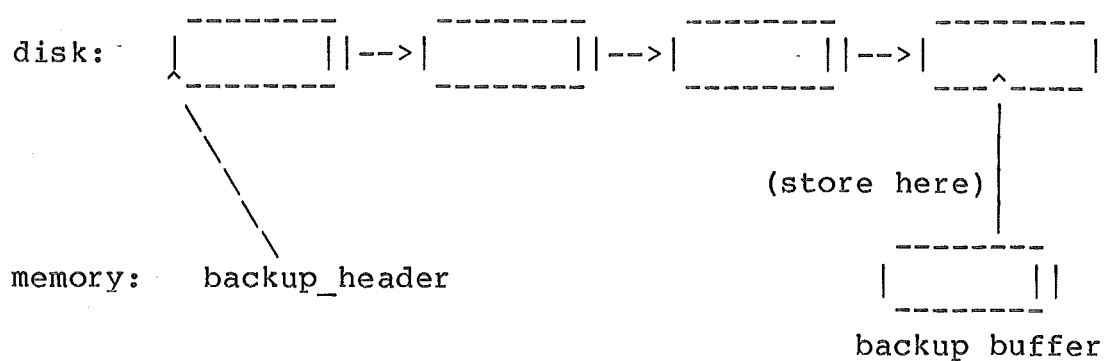 disk:
(store here)
memory: backup_header
backup buffer